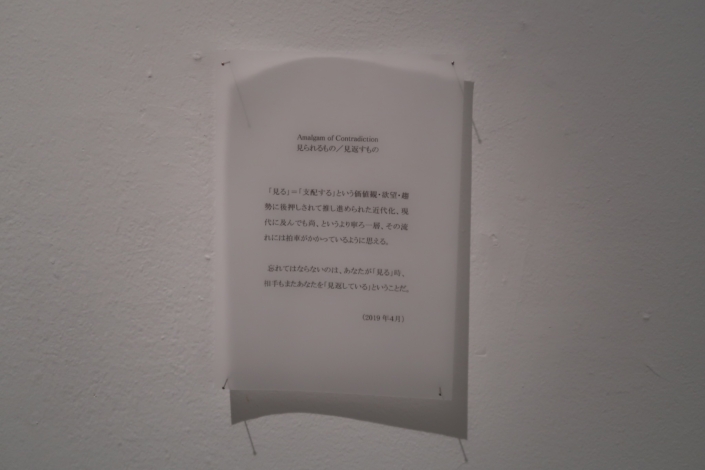 Amalgam of Contradiction
見られるもの／見返すもの
「見る」＝「支配する」という価値観・欲望・趨
勢に後押しされて推し進められた近代化。現
代に及んでも尚、というより寧ろ一層、その流
れには拍車がかかっているように思える。
忘れてはならないのは、あなたが「見る」時、
相手もまたあなたを「見返している」ということだ。
（2019年4月）